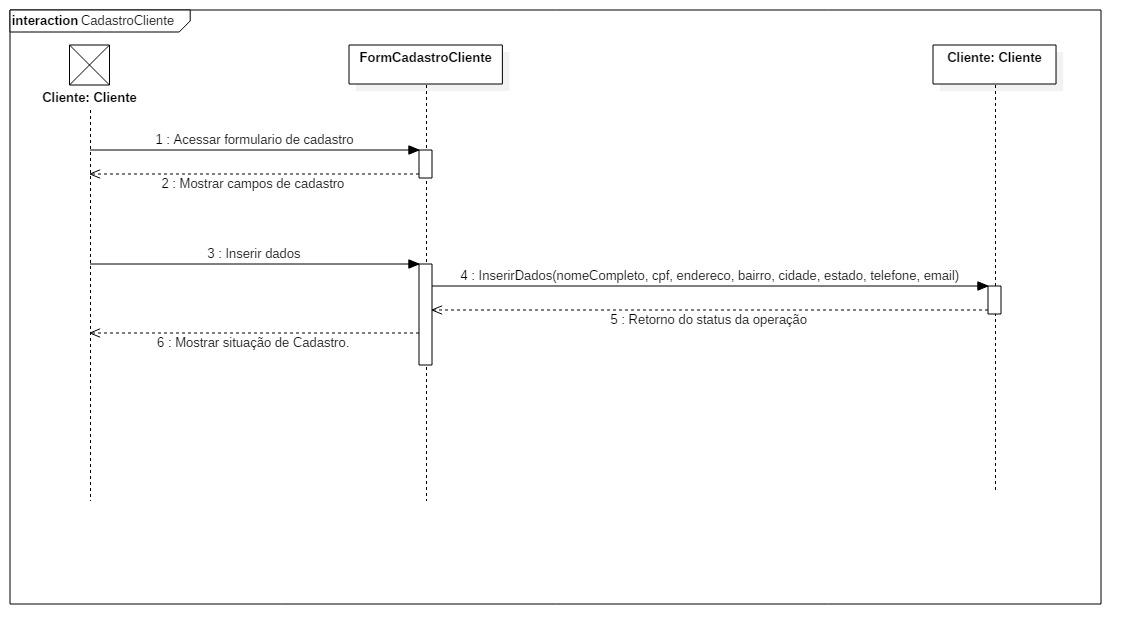 interaction CadastroCliente
FormCadastroCliente
Cliente: Cliente
Cliente: Cliente
1 : Acessar formulario de cadastro
2 : Mostrar campos de cadastro
3 : Inserir dados
4 : InserirDados(nomeCompleto, cpf, endereco, bairro, cidade, estado, telefone, email)
5 : Retorno do status da operação
6 : Mostrar situação de Cadastro.